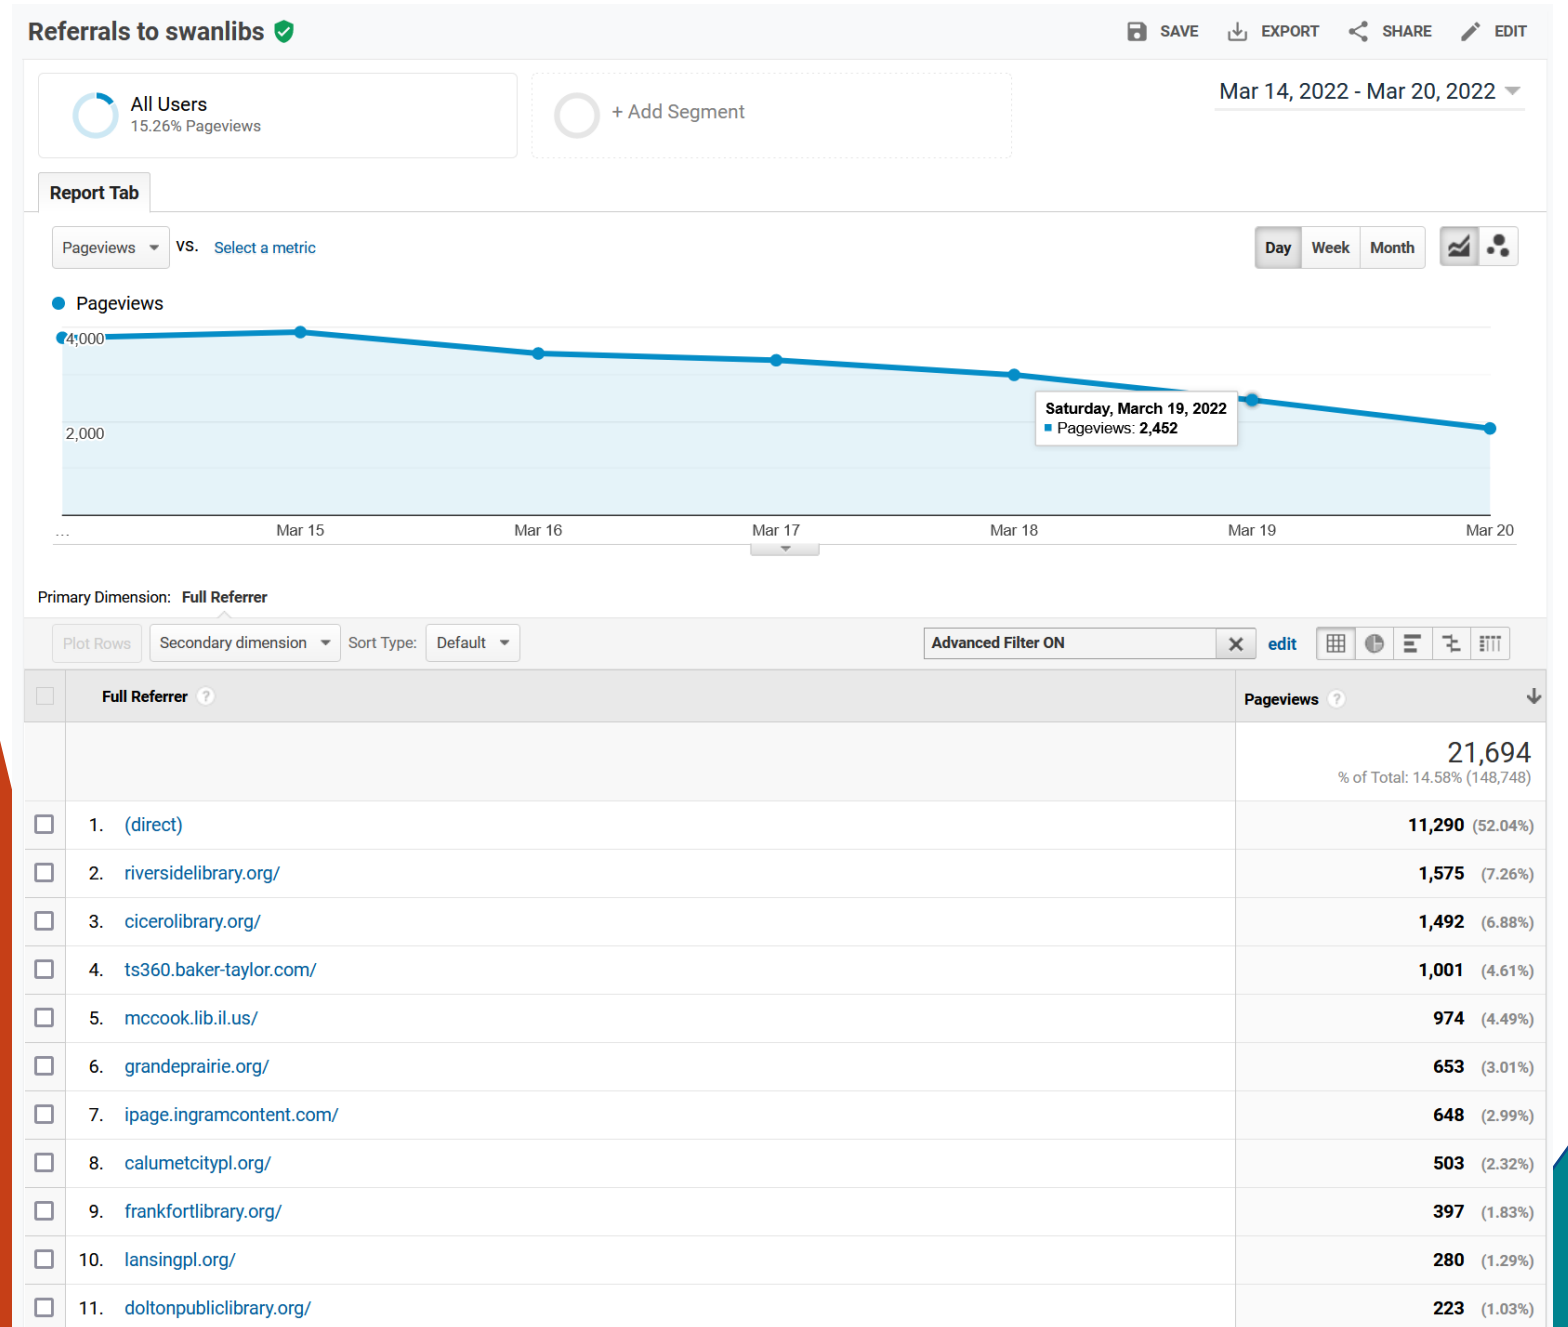 Referrals to swanlibs
SAVE EXPORT SHARE EDIT
All Users
15.26% Pageviews
+ Add Segment
Mar 14, 2022 - Mar 20, 2022
Report Tab
Pageviews VS. Select a metric
Day Week Month
Pageviews
4,000
2,000
Saturday, March 19, 2022
Pageviews: 2,452
... Mar 15 Mar 16 Mar 17 Mar 18 Mar 19 Mar 20
Primary Dimension: Full Referrer
Plot Rows Secondary dimension Sort Type: Default Advanced Filter ON edit
Full Referrer ? Pageviews ?
21,694
% of Total: 14.58% (148,748)
1. (direct) 11,290 (52.04%)
2. riversidelibrary.org/ 1,575 (7.26%)
3. cicerolibrary.org/ 1,492 (6.88%)
4. ts360.baker-taylor.com/ 1,001 (4.61%)
5. mccook.lib.il.us/ 974 (4.49%)
6. grandeprairie.org/ 653 (3.01%)
7. ipage.ingramcontent.com/ 648 (2.99%)
8. calumetcitypl.org/ 503 (2.32%)
9. frankfortlibrary.org/ 397 (1.83%)
10. lansingpl.org/ 280 (1.29%)
11. doltonpubliclibrary.org/ 223 (1.03%)